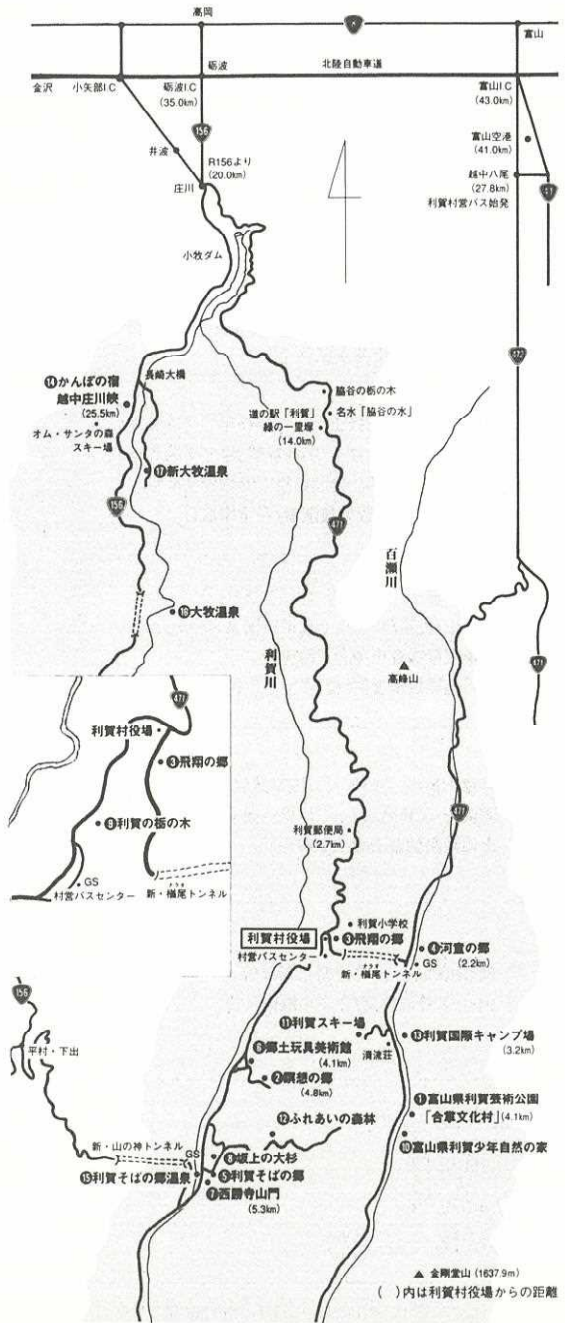 高岡
8
富山
砺波
北陸自動車道
金沢
小矢部I.C
砺波I.C
(35.0km)
富山I.C
(43.0km)
156
富山空港
(41.0km)
井波
R156より
(20.0km)
越中八尾
(27.8km)
利賀村営バス始発
庄川
小牧ダム
472
長崎大橋
⑭かんぽの宿
越中庄川峡
(25.5km)
オム・サンタの森
スキー場
脇谷の栃の木
名水「脇谷の水」
道の駅「利賀」
緑の一里塚
(14.0km)
⑰新大牧温泉
156
471
百瀬川
⑯大牧温泉
利賀川
高峰山
471
471
利賀村役場
③飛翔の郷
⑨利賀の栃の木
GS
村営バスセンター
新・楢尾トンネル
471
利賀郵便局
(2.7km)
利賀小学校
利賀村役場
③飛翔の郷
村営バスセンター
新・楢尾トンネル
④河童の郷
GS
(2.2km)
156
平村・下出
⑪利賀スキー場
清流荘
⑬利賀国際キャンプ場
(3.2km)
⑥郷土玩具美術館
(4.1km)
②瞑想の郷
(4.8km)
①富山県利賀芸術公園
「合掌文化村」(4.1km)
⑫ふれあいの森林
⑩富山県利賀少年自然の家
新・山の神トンネル
GS
⑧坂上の大杉
⑮利賀そばの郷温泉
⑤利賀そばの郷
⑦西勝寺山門
(5.3km)
金剛堂山(1637.9m)
( )内は利賀村役場からの距離